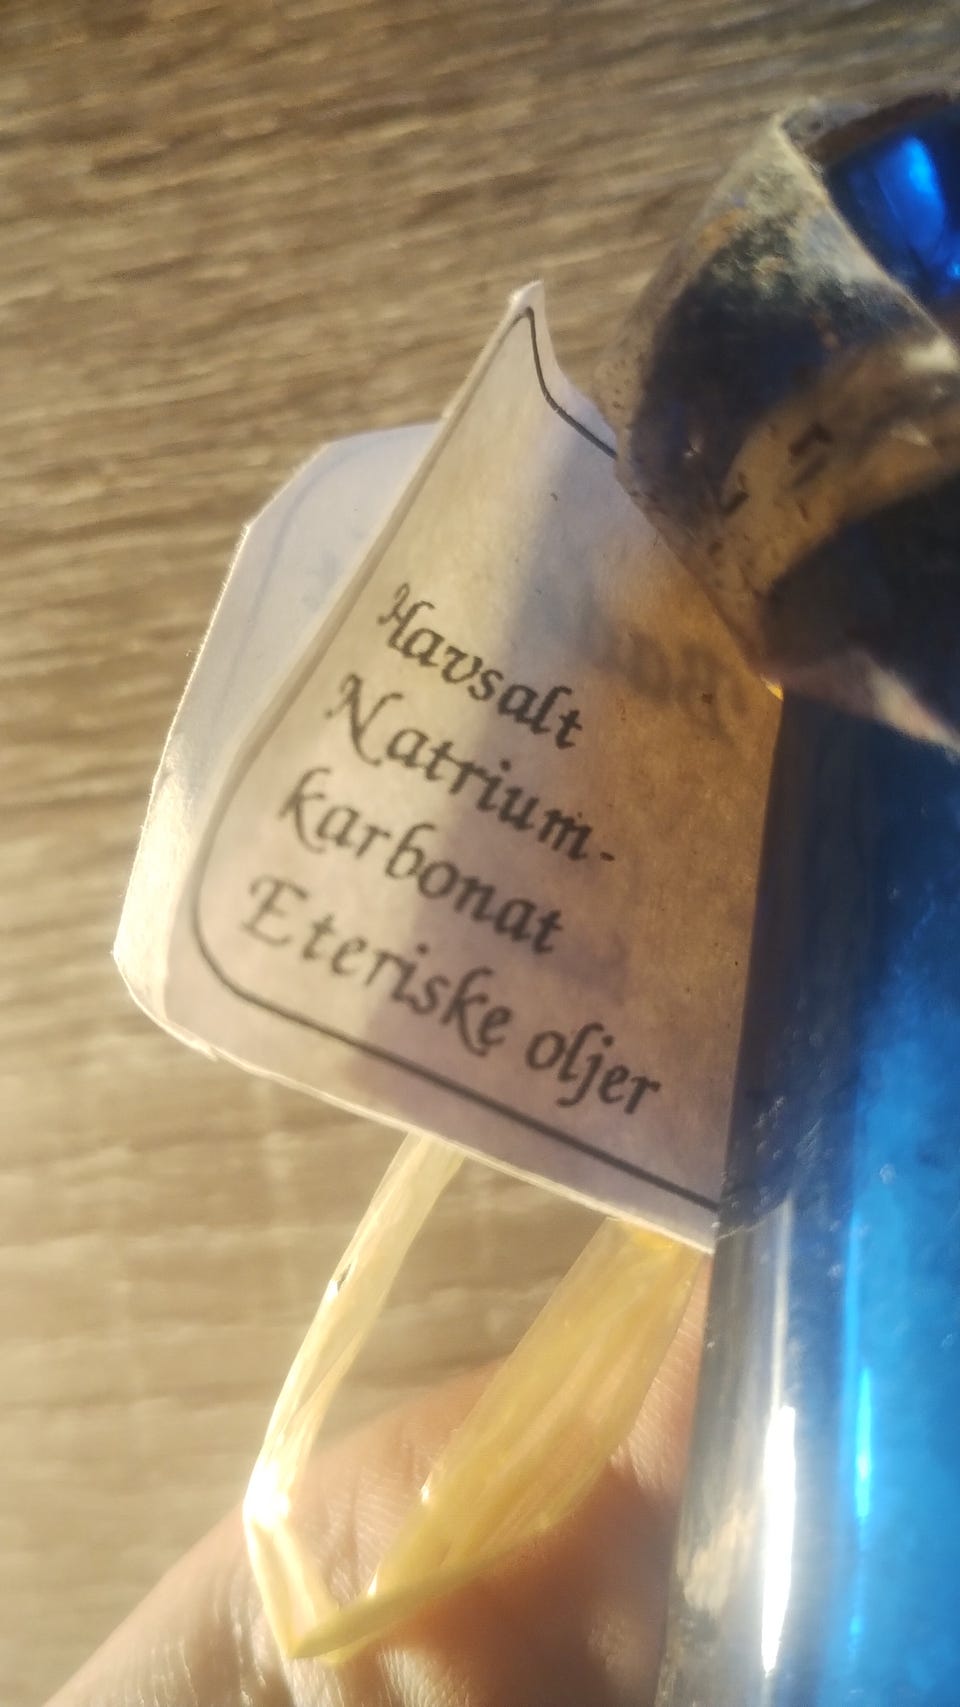 Havsalt
Natrium-
karbonat
Eteriske oljer